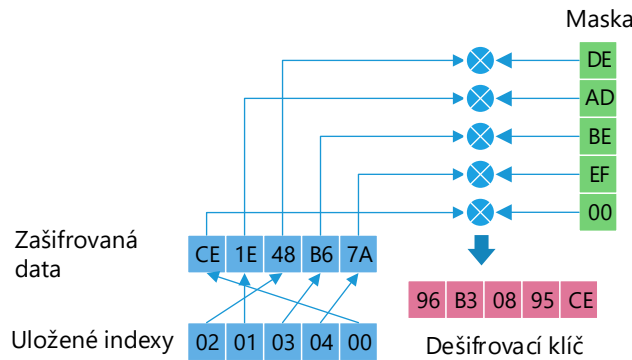 Maska
DE
AD
BE
EF
00
Zašifrovaná
data
CE 1E 48 B6 7A
96 B3 08 95 CE
Uložené indexy
02 01 03 04 00
Dešifrovací klíč